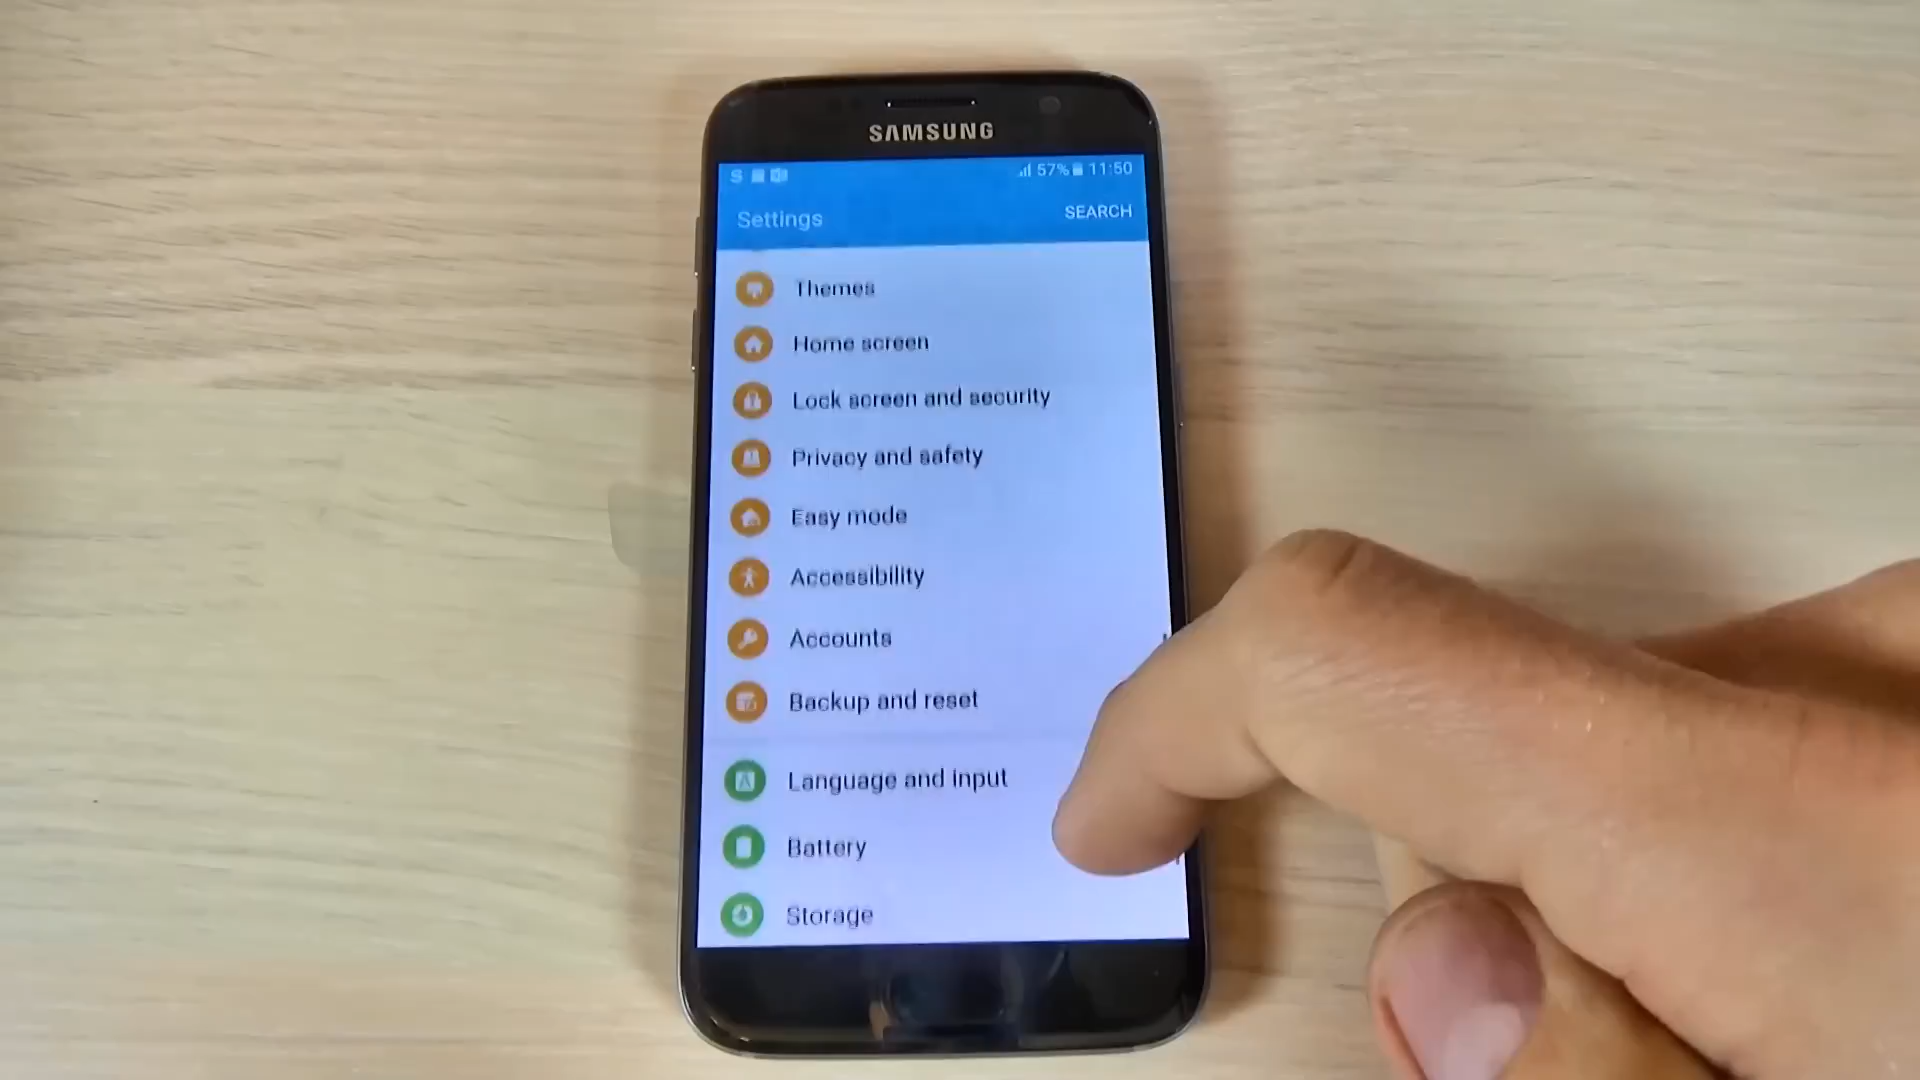 SAMSUNG
S 57% 11:50
Settings SEARCH
Themes
Home screen
Lock screen and security
Privacy and safety
Easy mode
Accessibility
Accounts
Backup and reset
Language and input
Battery
Storage